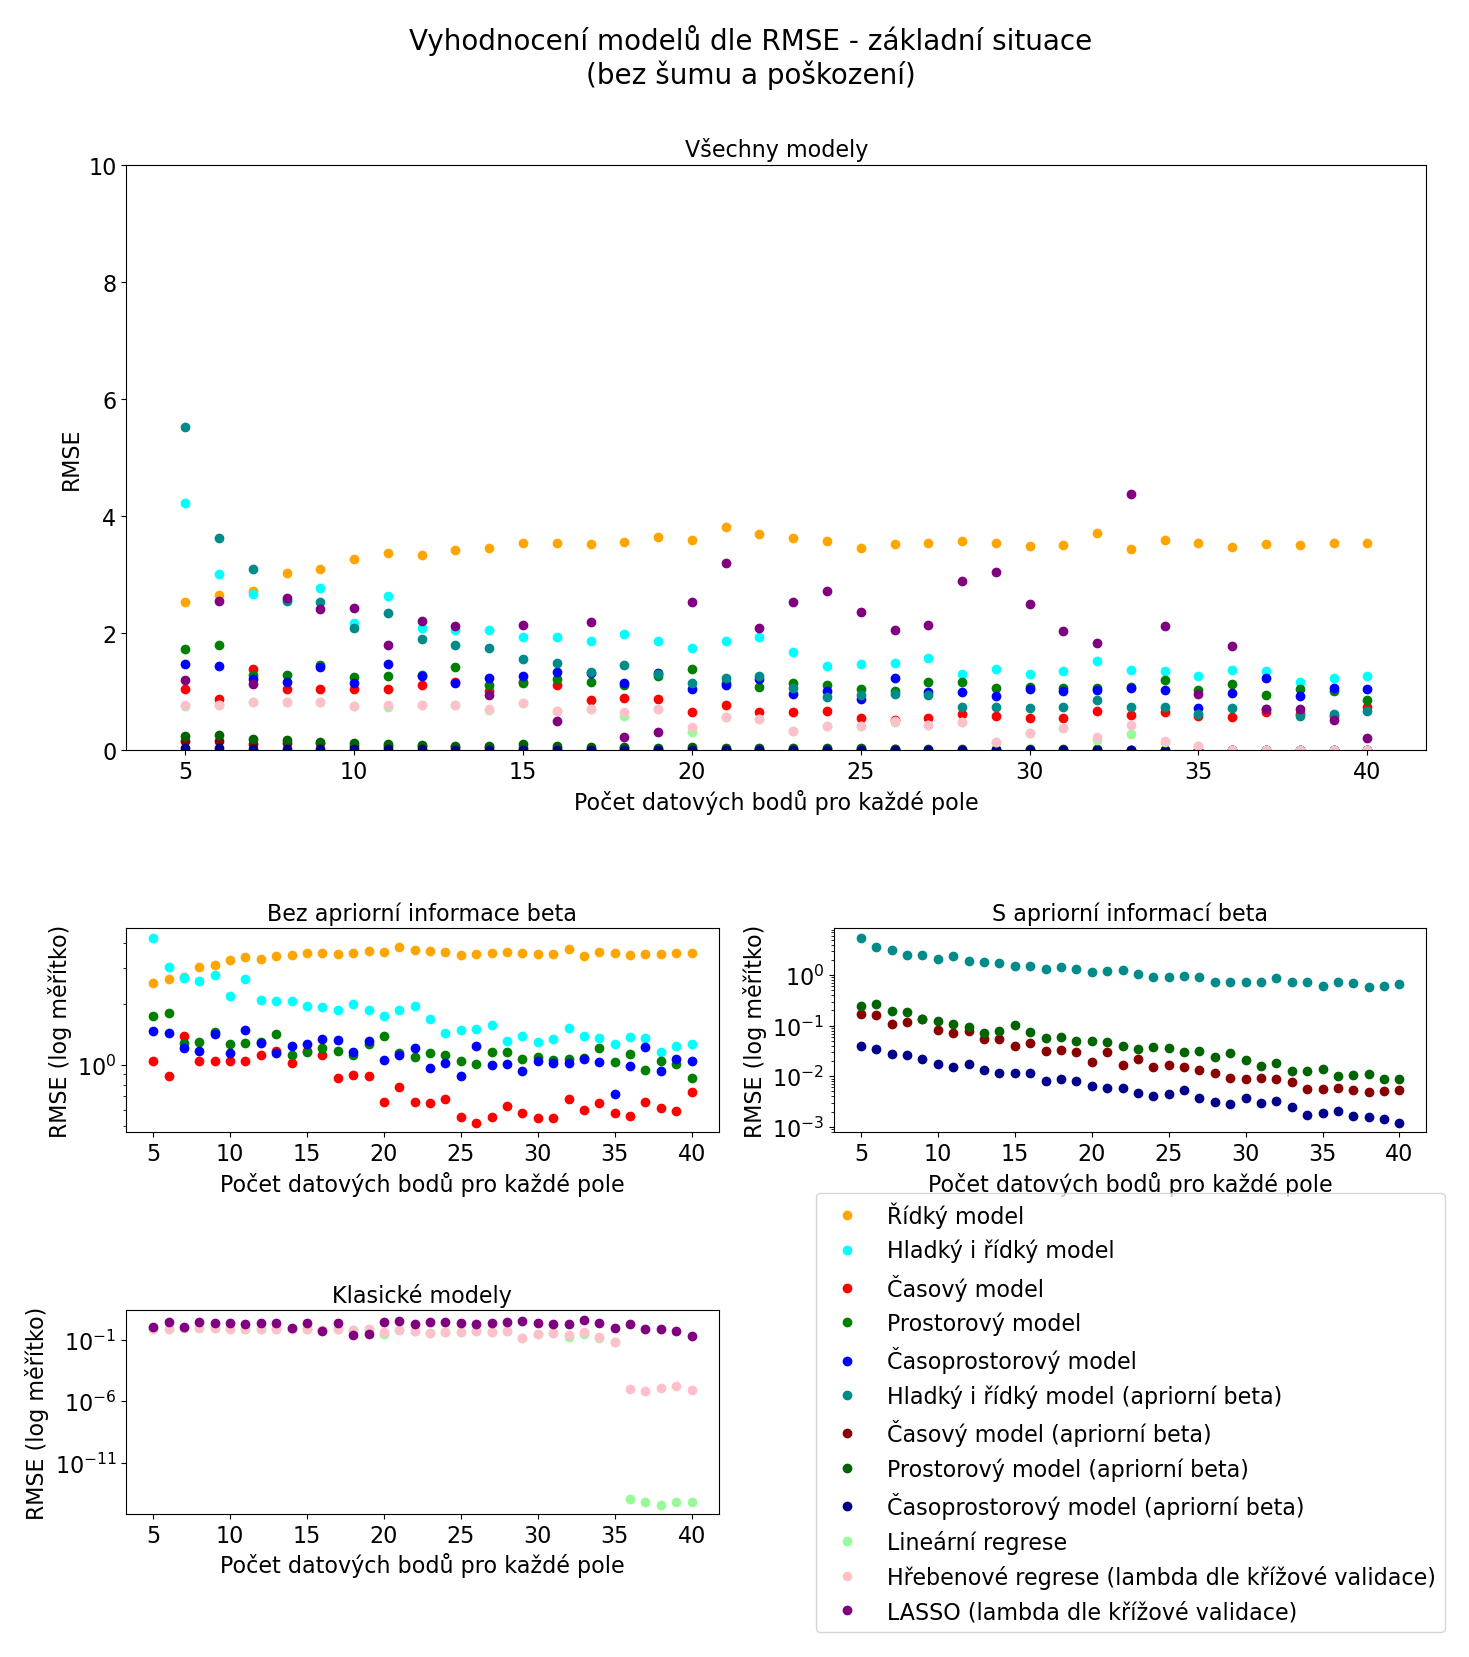 Vyhodnocení modelů dle RMSE - základní situace
(bez šumu a poškození)
Všechny modely
10
8
6
4
2
0
RMSE
5 10 15 20 25 30 35 40
Počet datových bodů pro každé pole
Bez apriorní informace beta
RMSE (log měřítko)
10⁰
5 10 15 20 25 30 35 40
Počet datových bodů pro každé pole
S apriorní informací beta
RMSE (log měřítko)
10⁰
10⁻¹
10⁻²
10⁻³
5 10 15 20 25 30 35 40
Počet datových bodů pro každé pole
Klasické modely
RMSE (log měřítko)
10⁻¹
10⁻⁶
10⁻¹¹
5 10 15 20 25 30 35 40
Počet datových bodů pro každé pole
Řídký model
Hladký i řídký model
Časový model
Prostorový model
Časoprostorový model
Hladký i řídký model (apriorní beta)
Časový model (apriorní beta)
Prostorový model (apriorní beta)
Časoprostorový model (apriorní beta)
Lineární regrese
Hřebenové regrese (lambda dle křížové validace)
LASSO (lambda dle křížové validace)